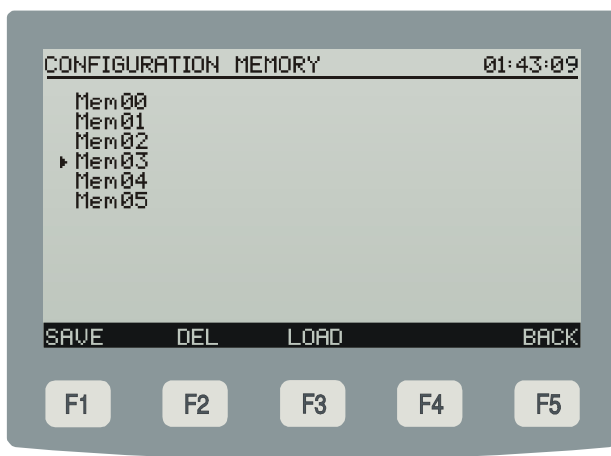 CONFIGURATION MEMORY 01:43:09
Mem00
Mem01
Mem02
Mem03
Mem04
Mem05
SAVE DEL LOAD BACK
F1 F2 F3 F4 F5